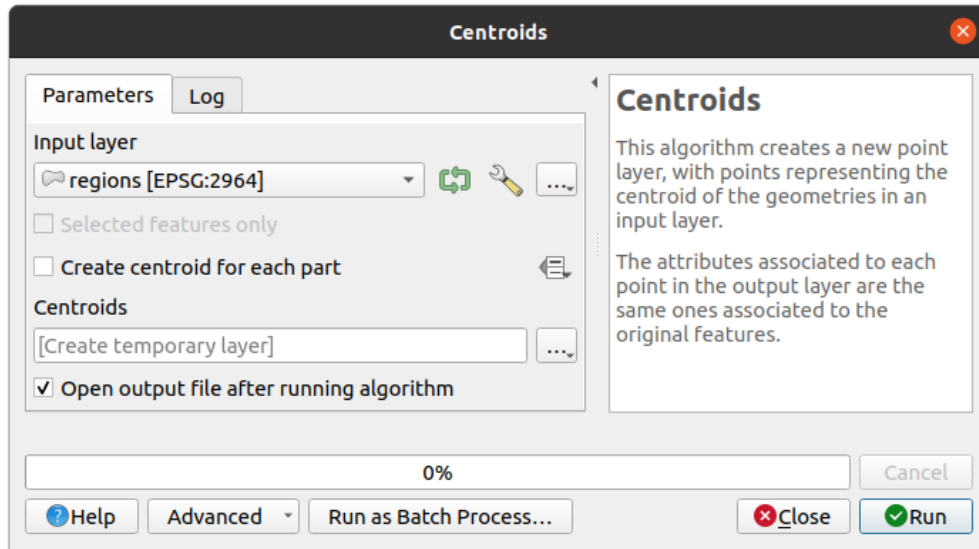 Centroids
Parameters
Log
Input layer
regions [EPSG:2964]
...
Selected features only
Create centroid for each part
Centroids
[Create temporary layer]
...
Open output file after running algorithm
Centroids
This algorithm creates a new point
layer, with points representing the
centroid of the geometries in an
input layer.
The attributes associated to each
point in the output layer are the
same ones associated to the
original features.
0%
Cancel
Help
Advanced
Run as Batch Process...
Close
Run